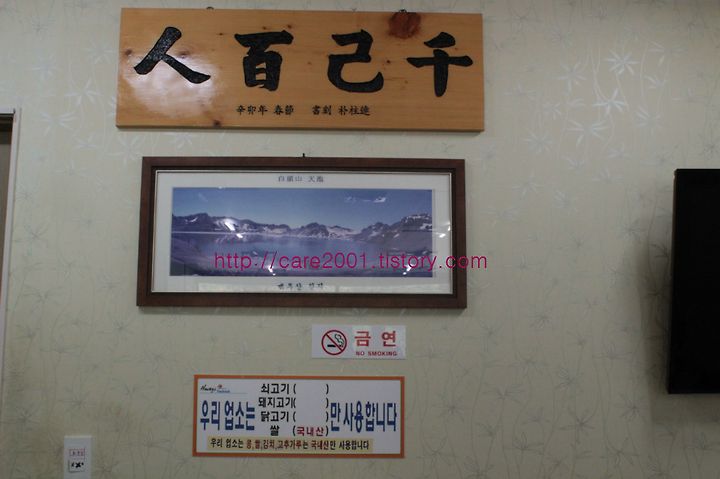 人百己千
辛卯年 春節 書刻 朴柱達
白頭山 天池
http://care2001.tistory.com
백두산 천지
금연
NO SMOKING
쇠고기 ( )
돼지고기 ( )
우리 업소는 닭고기 ( ) 만 사용합니다
쌀 (국내산)
우리 업소는 콩,쌀,김치,고추가루는 국내산만 사용합니다